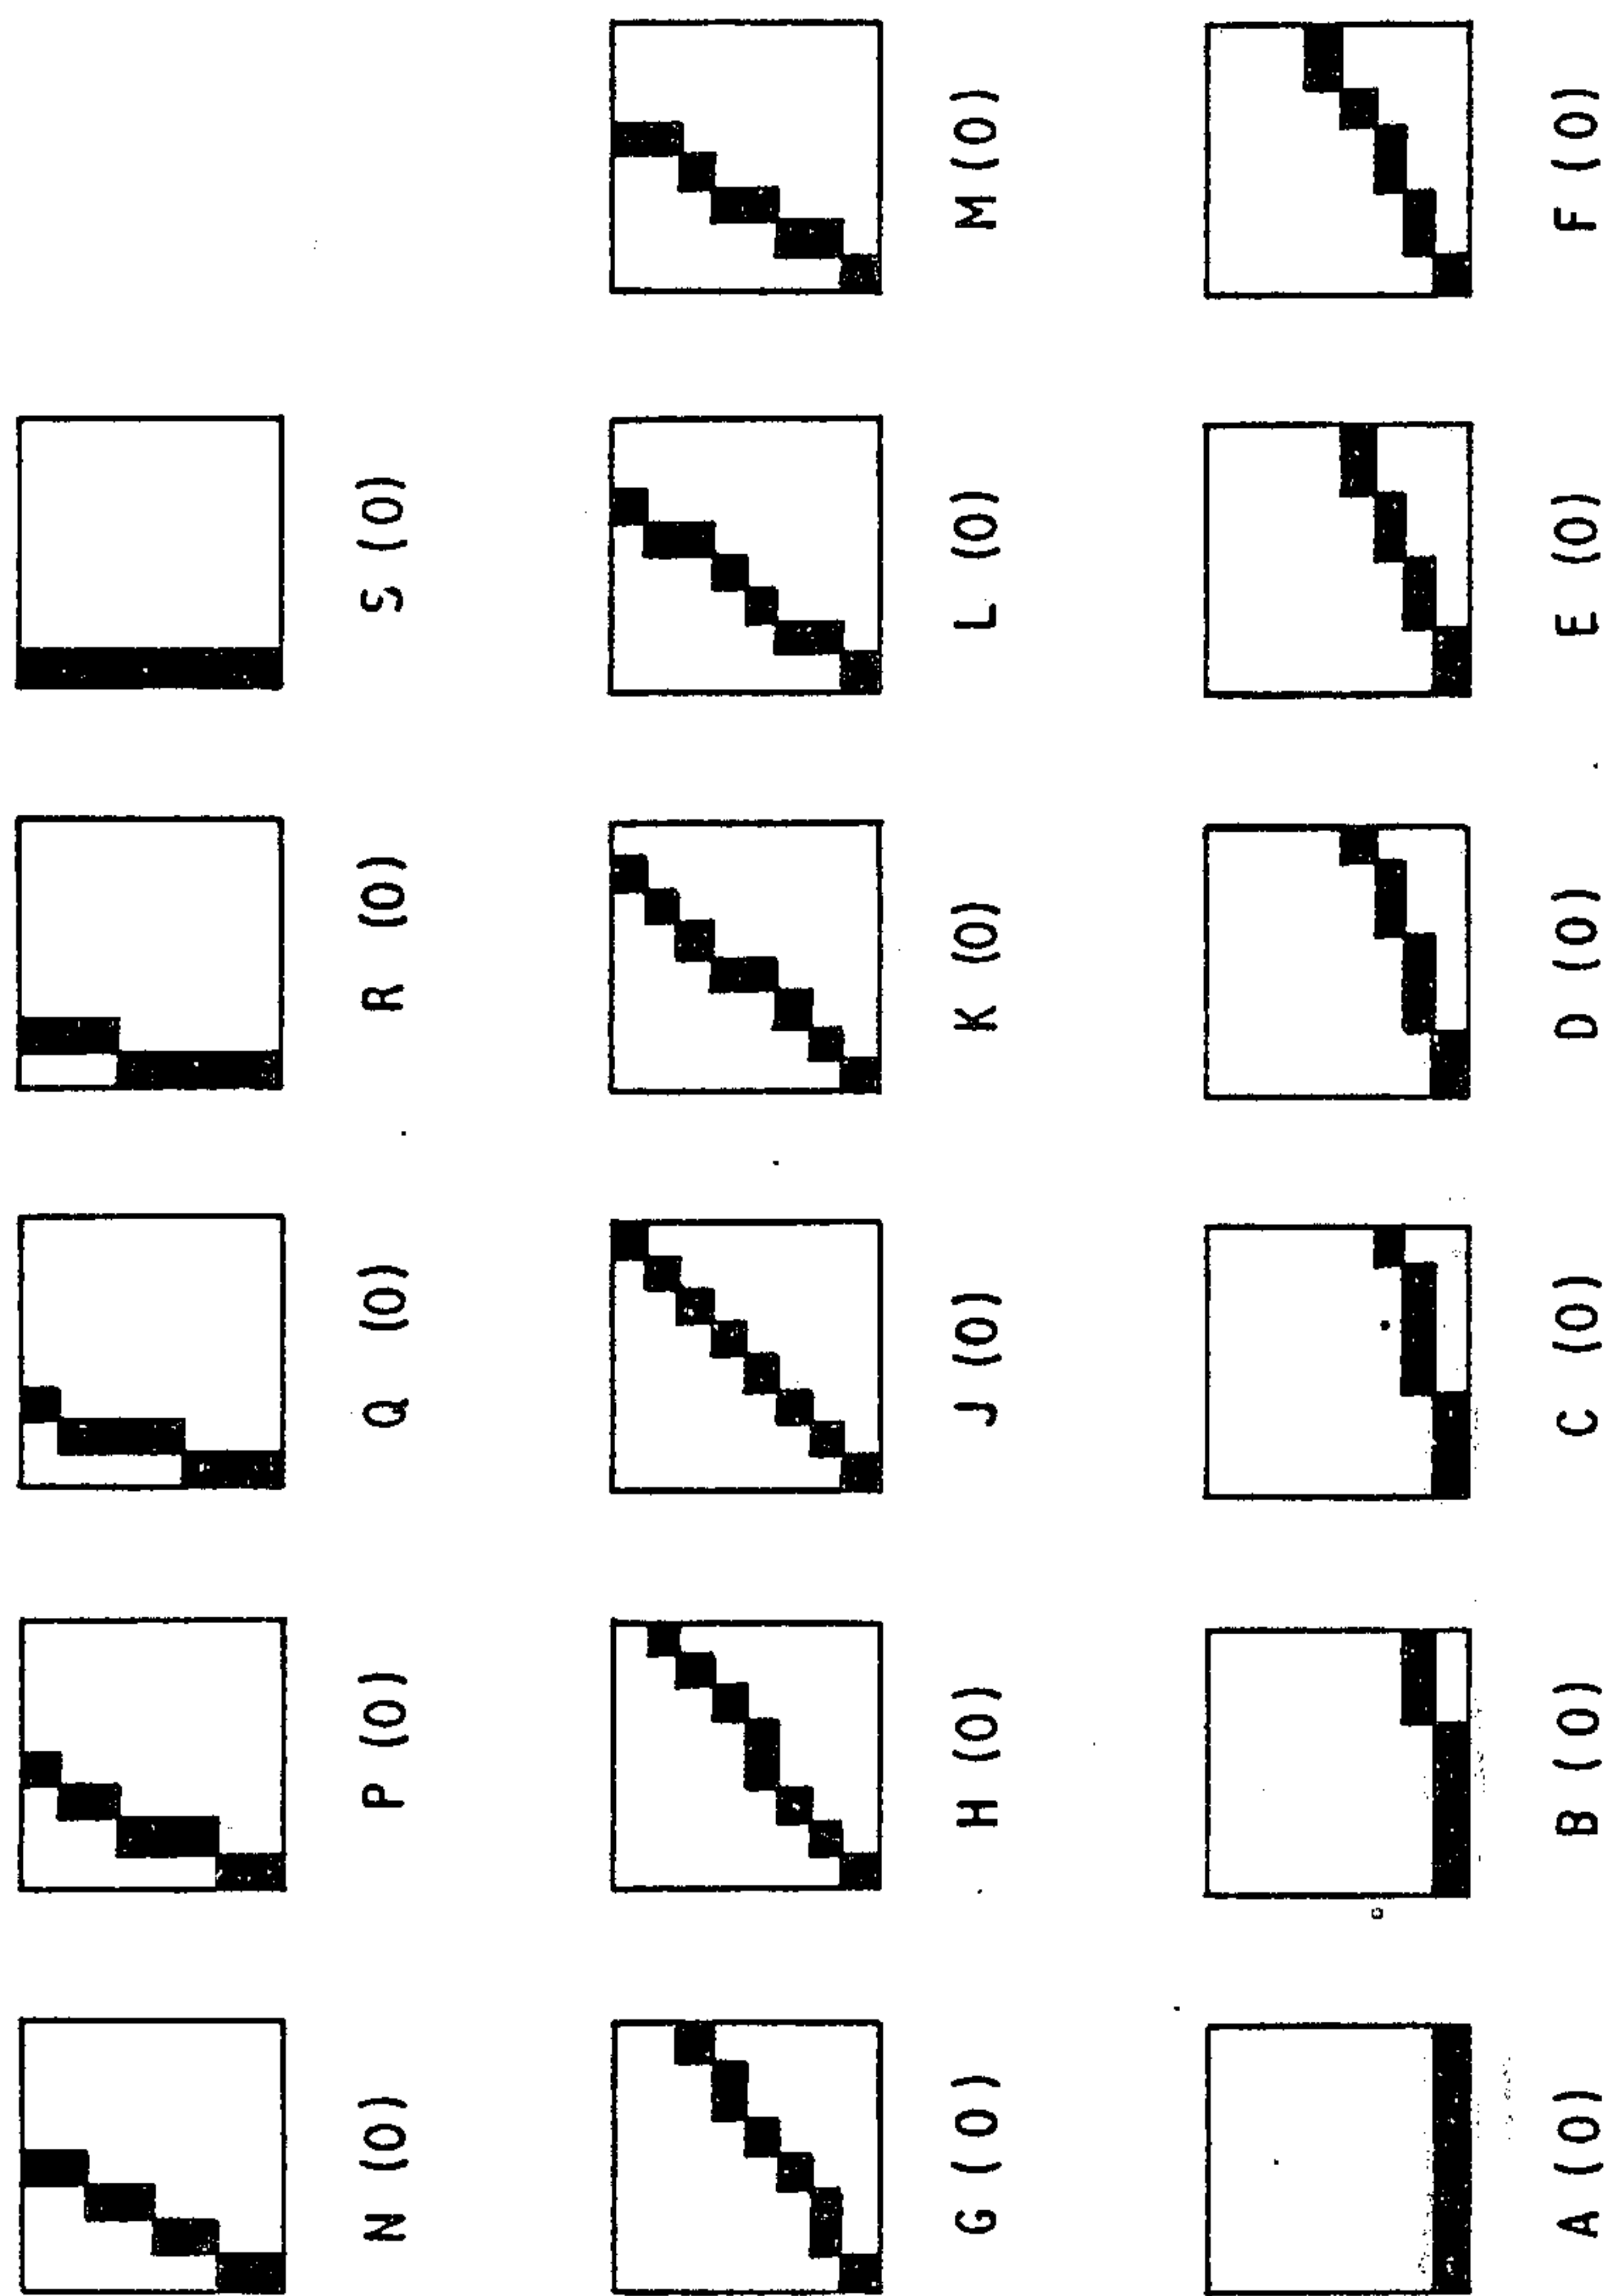 N (0) P (0) Q (0) R (0) S (0)
G (0) H (0) J (0) K (0) L (0) M (0)
A (0) B (0) C (0) D (0) E (0) F (0)